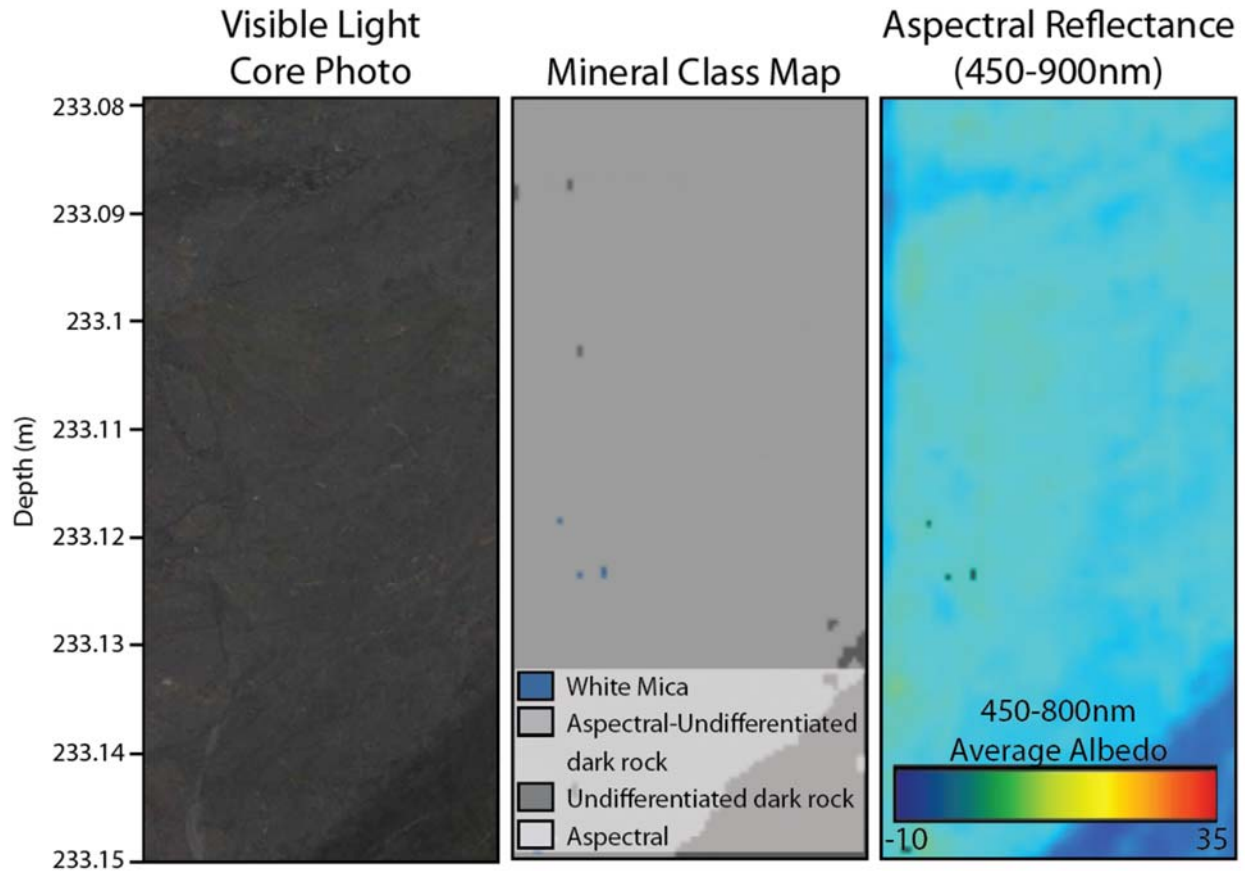 Visible Light
Core Photo
Mineral Class Map
Aspectral Reflectance
(450-900nm)
Depth (m)
233.08
233.09
233.1
233.11
233.12
233.13
233.14
233.15
White Mica
Aspectral-Undifferentiated
dark rock
Undifferentiated dark rock
Aspectral
450-800nm
Average Albedo
-10
35